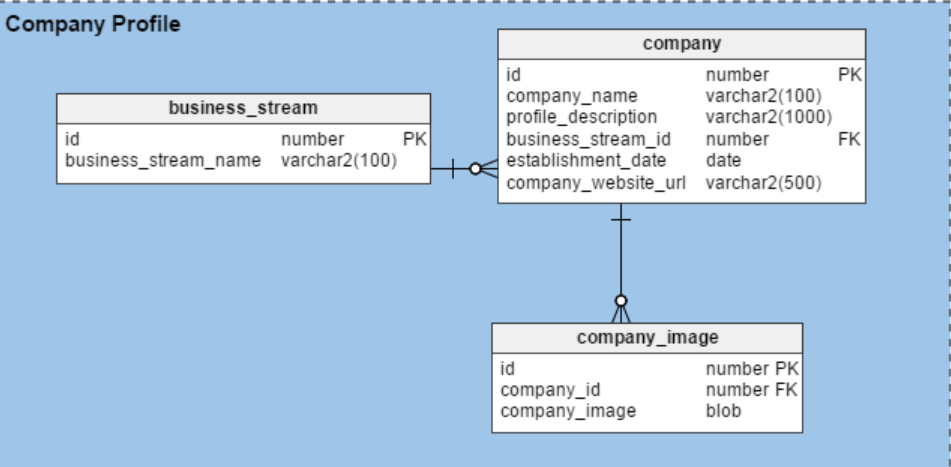 Company Profile
company
id number PK
company_name varchar2(100)
profile_description varchar2(1000)
business_stream_id number FK
establishment_date date
company_website_url varchar2(500)
business_stream
id number PK
business_stream_name varchar2(100)
company_image
id number PK
company_id number FK
company_image blob